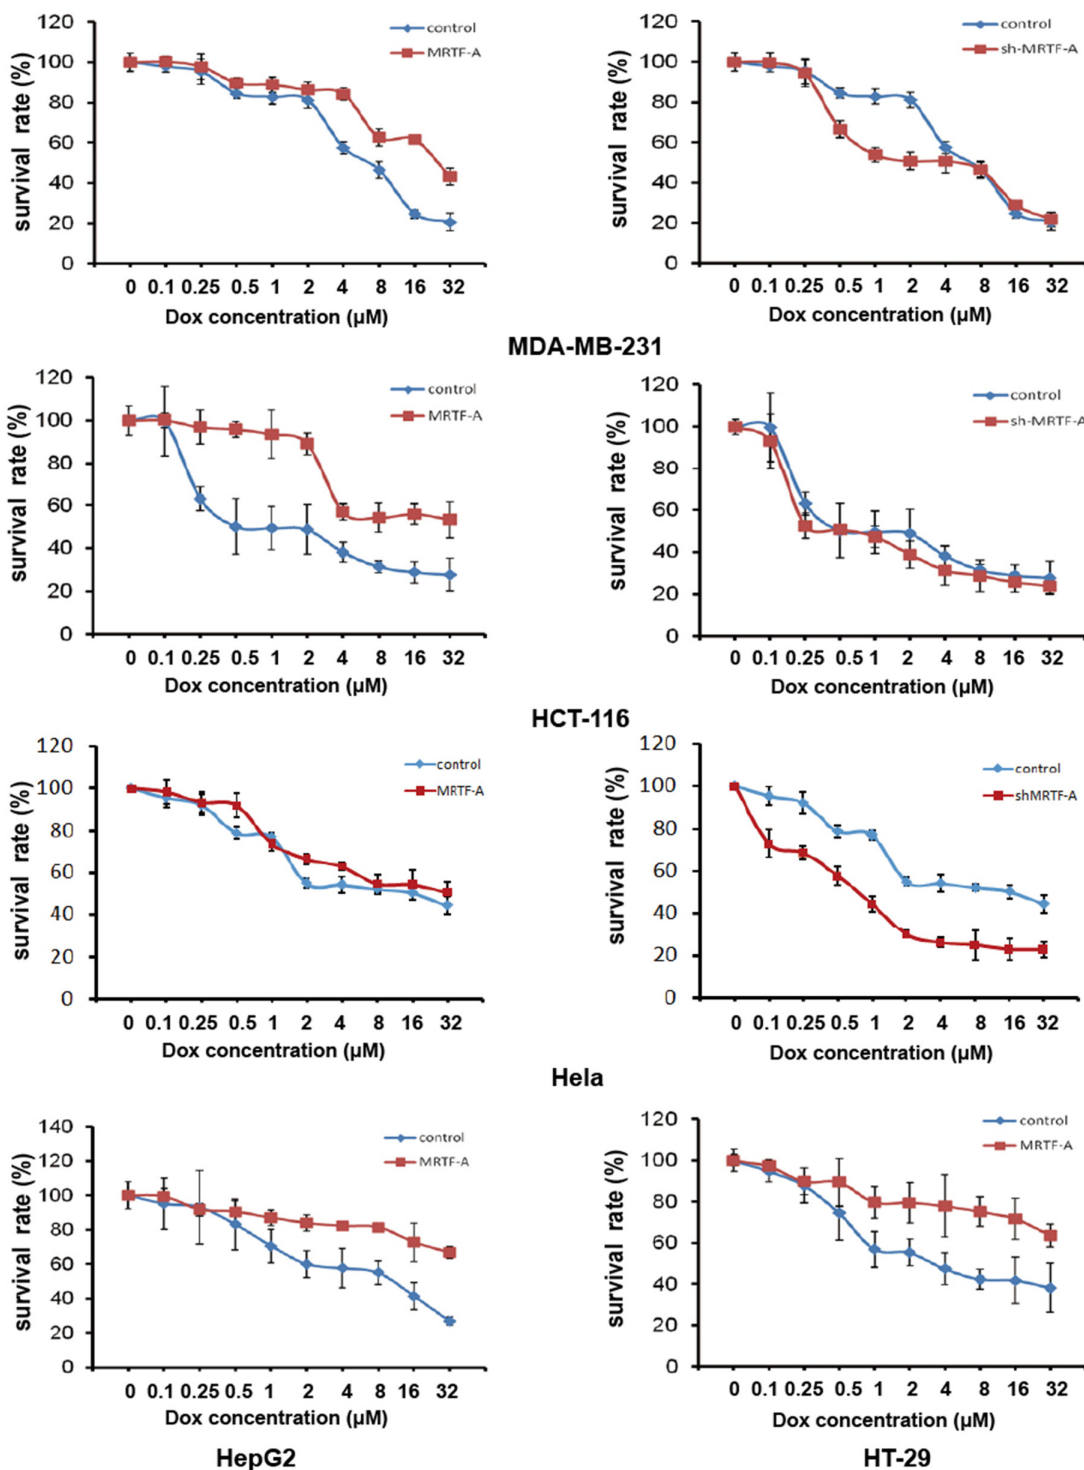 120
100
80
60
40
20
0
survival rate (%)
control
MRTF-A
0 0.1 0.25 0.5 1 2 4 8 16 32
Dox concentration (μM)
120
100
80
60
40
20
0
survival rate (%)
control
sh-MRTF-A
0 0.1 0.25 0.5 1 2 4 8 16 32
Dox concentration (μM)
MDA-MB-231
120
100
80
60
40
20
0
survival rate (%)
control
MRTF-A
0 0.1 0.25 0.5 1 2 4 8 16 32
Dox concentration (μM)
120
100
80
60
40
20
0
survival rate (%)
control
sh-MRTF-A
0 0.1 0.25 0.5 1 2 4 8 16 32
Dox concentration (μM)
HCT-116
120
100
80
60
40
20
0
survival rate (%)
control
MRTF-A
0 0.1 0.25 0.5 1 2 4 8 16 32
Dox concentration (μM)
120
100
80
60
40
20
0
survival rate (%)
control
shMRTF-A
0 0.1 0.25 0.5 1 2 4 8 16 32
Dox concentration (μM)
Hela
140
120
100
80
60
40
20
0
survival rate (%)
control
MRTF-A
0 0.1 0.25 0.5 1 2 4 8 16 32
Dox concentration (μM)
HepG2
120
100
80
60
40
20
0
survival rate (%)
control
MRTF-A
0 0.1 0.25 0.5 1 2 4 8 16 32
Dox concentration (μM)
HT-29